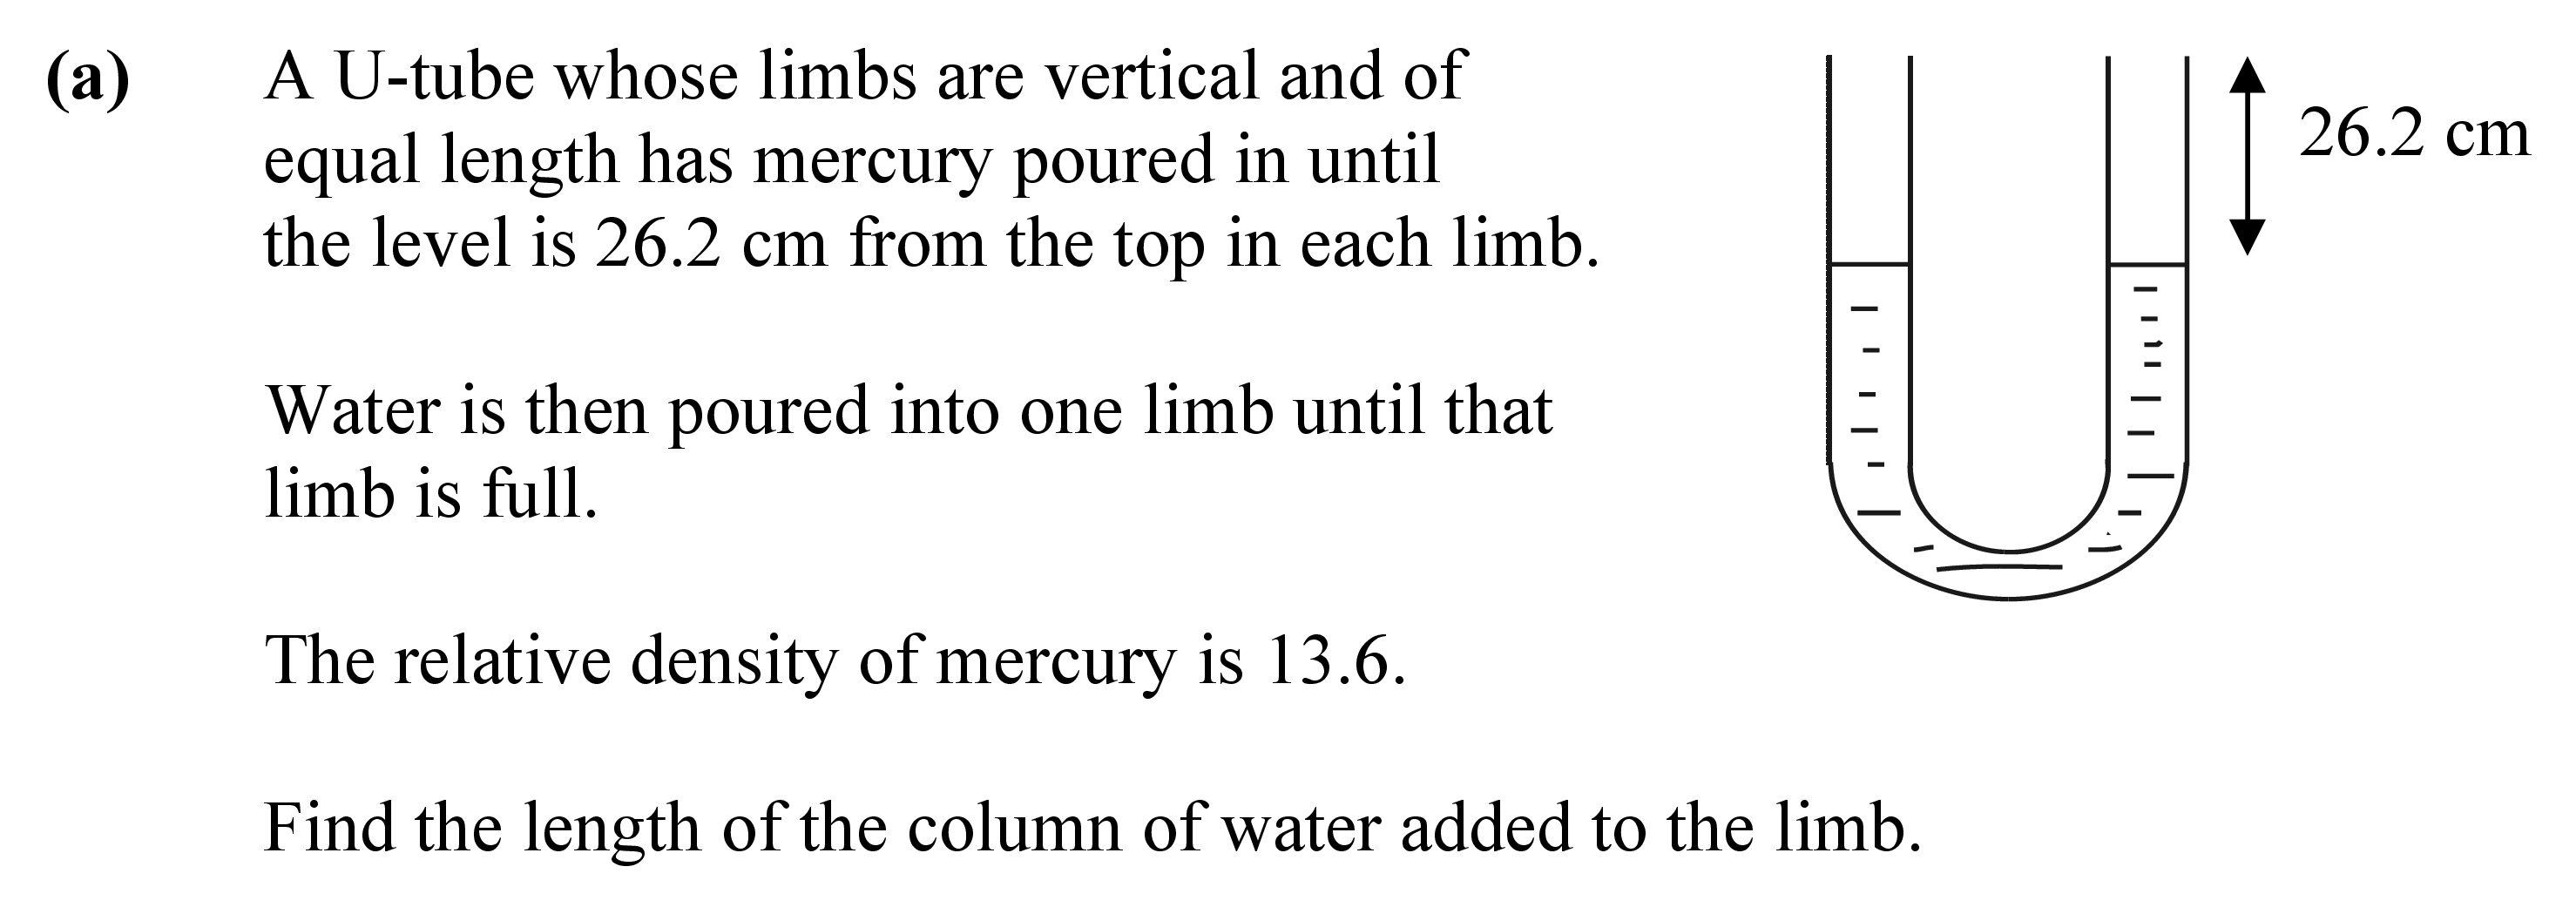 (a) A U-tube whose limbs are vertical and of
equal length has mercury poured in until
the level is 26.2 cm from the top in each limb.
26.2 cm
Water is then poured into one limb until that
limb is full.
The relative density of mercury is 13.6.
Find the length of the column of water added to the limb.